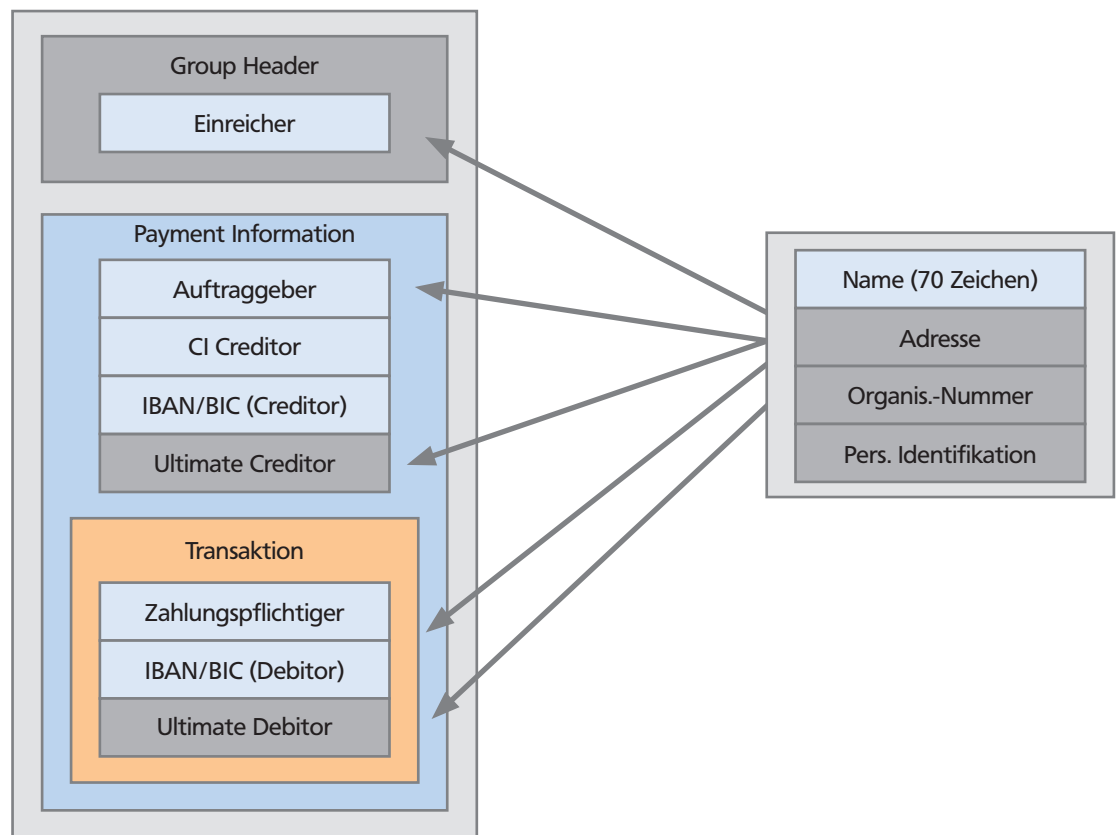 Group Header
Einreicher
Payment Information
Auftraggeber
CI Creditor
IBAN/BIC (Creditor)
Ultimate Creditor
Transaktion
Zahlungspflichtiger
IBAN/BIC (Debitor)
Ultimate Debitor
Name (70 Zeichen)
Adresse
Organis.-Nummer
Pers. Identifikation